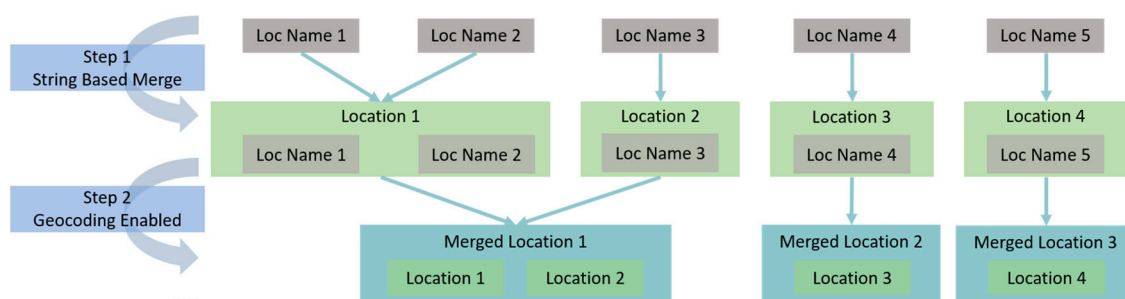 Loc Name 1
Loc Name 2
Loc Name 3
Loc Name 4
Loc Name 5
Step 1
String Based Merge
Location 1
Location 2
Location 3
Location 4
Loc Name 1
Loc Name 2
Loc Name 3
Loc Name 4
Loc Name 5
Step 2
Geocoding Enabled
Merged Location 1
Merged Location 2
Merged Location 3
Location 1
Location 2
Location 3
Location 4